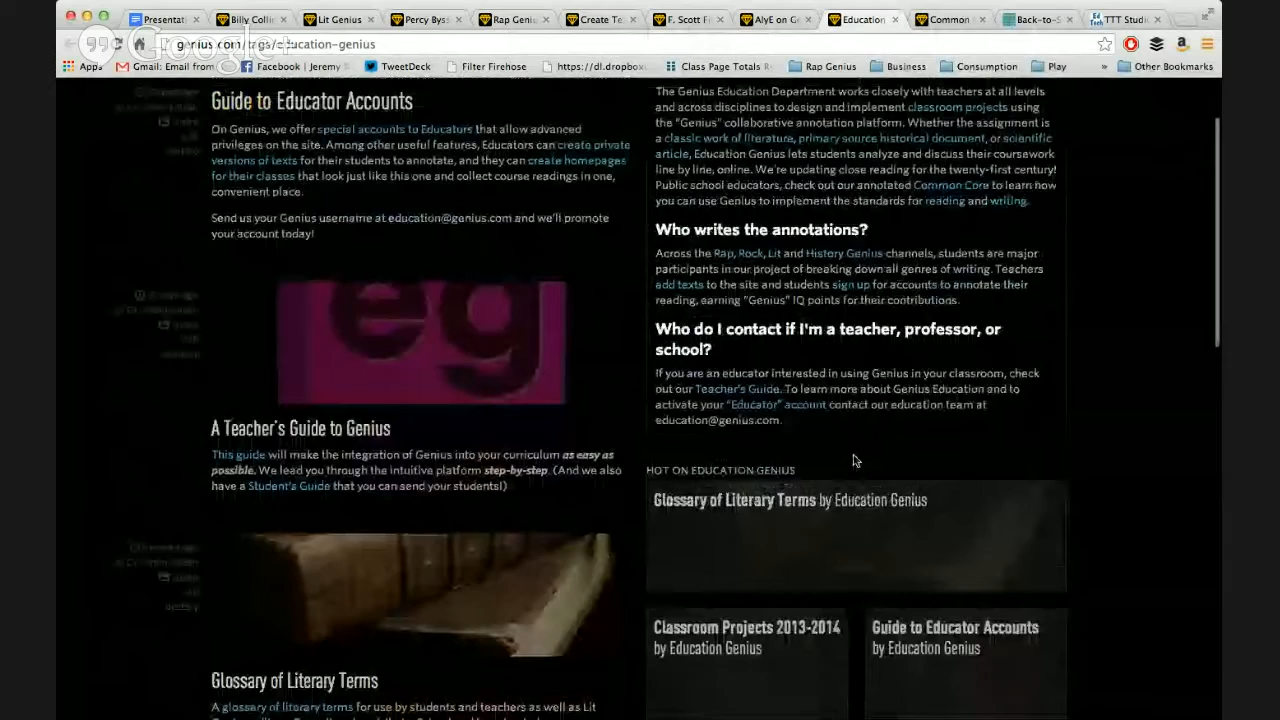 Presentati
Billy Collin
Lit Genius
Percy Byss
Rap Geniu
Create Te
F. Scott Fi
AlyE on G
Education
Common
Back-to-S
TTT Studi
Google+
genius.com/tags/education-genius
Apps
Gmail: Email from
Facebook | Jeremy
TweetDeck
Filter Firehose
https://dl.dropbox
Class Page Totals R
Rap Genius
Business
Consumption
Play
»
Other Bookmarks
Guide to Educator Accounts
On Genius, we offer special accounts to Educators that allow advanced
privileges on the site. Among other useful features, Educators can create private
versions of texts for their students to annotate, and they can create homepages
for their classes that look just like this one and collect course readings in one,
convenient place.
Send us your Genius username at education@genius.com and we'll promote
your account today!
eg
A Teacher's Guide to Genius
This guide will make the integration of Genius into your curriculum as easy as
possible. We lead you through the intuitive platform step-by-step. (And we also
have a Student's Guide that you can send your students!)
Glossary of Literary Terms
A glossary of literary terms for use by students and teachers as well as Lit
The Genius Education Department works closely with teachers at all levels
and across disciplines to design and implement classroom projects using
the "Genius" collaborative annotation platform. Whether the assignment is
a classic work of literature, primary source historical document, or scientific
article, Education Genius lets students analyze and discuss their coursework
line by line, online. We're updating close reading for the twenty-first century!
Public school educators, check out our annotated Common Core to learn how
you can use Genius to implement the standards for reading and writing.
Who writes the annotations?
Across the Rap, Rock, Lit and History Genius channels, students are major
participants in our project of breaking down all genres of writing. Teachers
add texts to the site and students sign up for accounts to annotate their
reading, earning "Genius" IQ points for their contributions.
Who do I contact if I'm a teacher, professor, or
school?
If you are an educator interested in using Genius in your classroom, check
out our Teacher's Guide. To learn more about Genius Education and to
activate your "Educator" account contact our education team at
education@genius.com.
HOT ON EDUCATION GENIUS
Glossary of Literary Terms by Education Genius
Classroom Projects 2013-2014
by Education Genius
Guide to Educator Accounts
by Education Genius